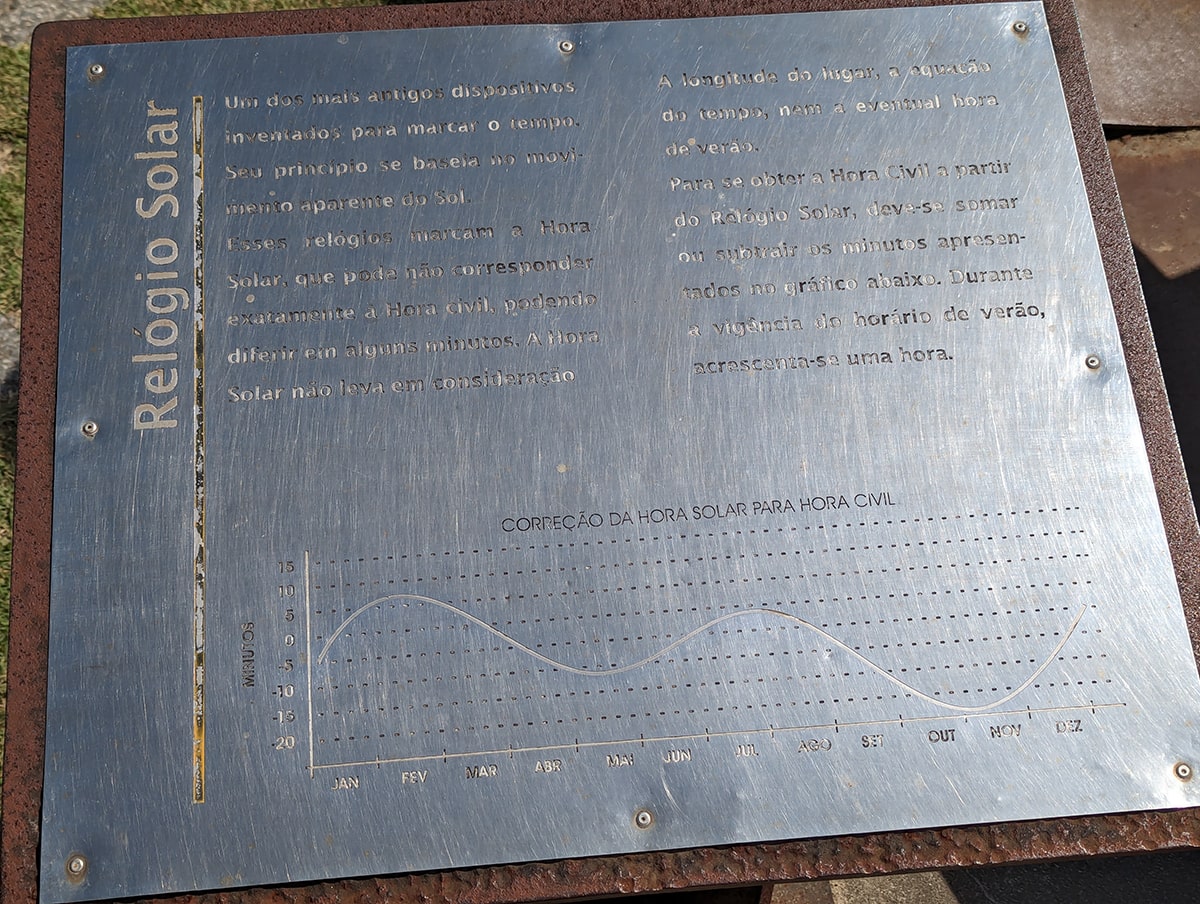 Relógio Solar
Um dos mais antigos dispositivos
inventados para marcar o tempo.
Seu princípio se baseia no movi-
mento aparente do Sol.
Esses relógios marcam a Hora
Solar, que pode não corresponder
exatamente à Hora civil, podendo
diferir em alguns minutos. A Hora
Solar não leva em consideração
A longitude do lugar, a equação
do tempo, nem a eventual hora
de verão.
Para se obter a Hora Civil a partir
do Relógio Solar, deve-se somar
ou subtrair os minutos apresen-
tados no gráfico abaixo. Durante
a vigência do horário de verão,
acrescenta-se uma hora.
CORREÇÃO DA HORA SOLAR PARA HORA CIVIL
MINUTOS
15
10
5
0
-5
-10
-15
-20
JAN FEV MAR ABR MAI JUN JUL AGO SET OUT NOV DEZ